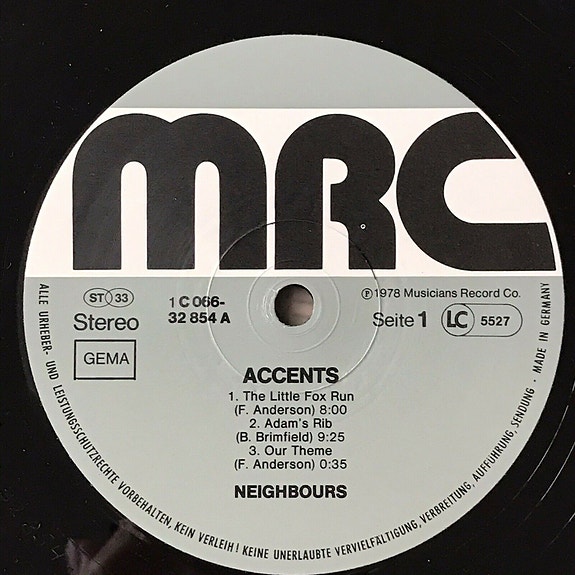 MRC
ST 33
Stereo
GEMA
1 C 066-
32 854 A
℗ 1978 Musicians Record Co.
Seite 1
LC 5527
ACCENTS
1. The Little Fox Run
(F. Anderson) 8:00
2. Adam's Rib
(B. Brimfield) 9:25
3. Our Theme
(F. Anderson) 0:35
NEIGHBOURS
ALLE URHEBER- UND LEISTUNGSSCHUTZRECHTE VORBEHALTEN, KEIN VERLEIH! KEINE UNERLAUBTE VERVIELFÄLTIGUNG, VERBREITUNG, AUFFÜHRUNG, SENDUNG - MADE IN GERMANY